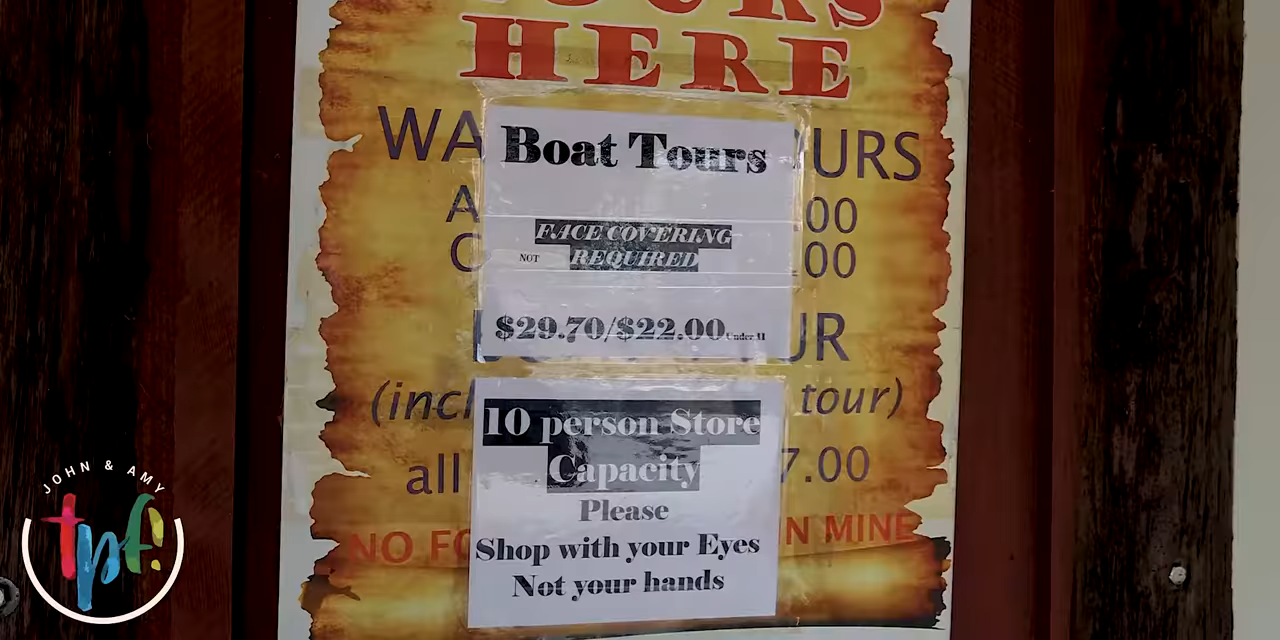 TOURS
HERE
WA URS
Boat Tours
A 00
FACE COVERING
C .00
NOT REQUIRED
$29.70/$22.00 Under 11
UR
(incl tour)
10 person Store
Capacity
all 7.00
Please
NO FO N MINE
Shop with your Eyes
Not your hands
JOHN & AMY
tpf!